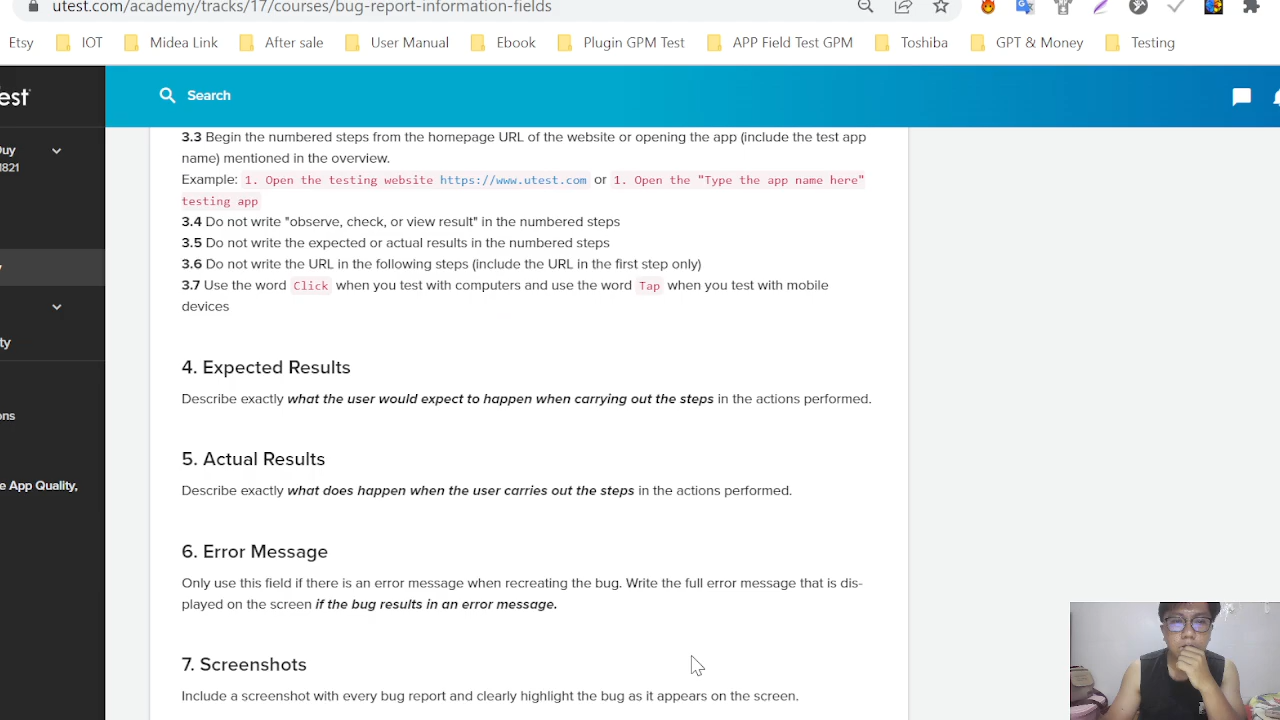 utest.com/academy/tracks/17/courses/bug-report-information-fields
Etsy IOT Midea Link After sale User Manual Ebook Plugin GPM Test APP Field Test GPM Toshiba GPT & Money Testing
est
Search
Duy
1821
3.3 Begin the numbered steps from the homepage URL of the website or opening the app (include the test app
name) mentioned in the overview.
Example: 1. Open the testing website https://www.utest.com or 1. Open the "Type the app name here"
testing app
3.4 Do not write "observe, check, or view result" in the numbered steps
3.5 Do not write the expected or actual results in the numbered steps
3.6 Do not write the URL in the following steps (include the URL in the first step only)
3.7 Use the word Click when you test with computers and use the word Tap when you test with mobile
devices
4. Expected Results
Describe exactly what the user would expect to happen when carrying out the steps in the actions performed.
5. Actual Results
Describe exactly what does happen when the user carries out the steps in the actions performed.
6. Error Message
Only use this field if there is an error message when recreating the bug. Write the full error message that is dis-
played on the screen if the bug results in an error message.
7. Screenshots
Include a screenshot with every bug report and clearly highlight the bug as it appears on the screen.
ty
ons
e App Quality,